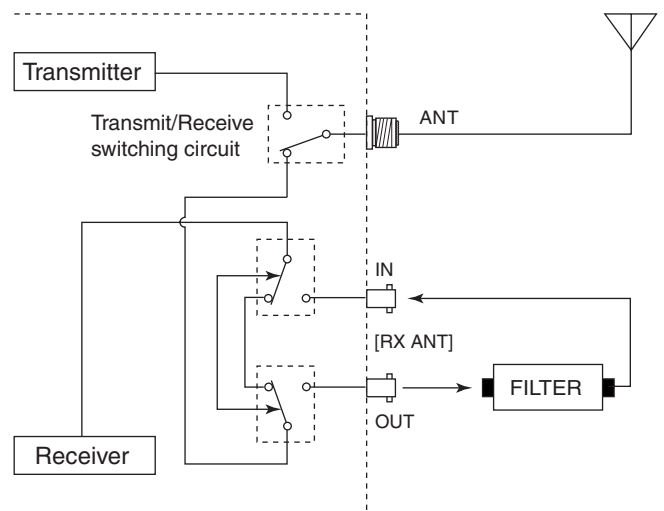 Transmitter
Transmit/Receive
switching circuit
ANT
IN
[RX ANT]
FILTER
OUT
Receiver